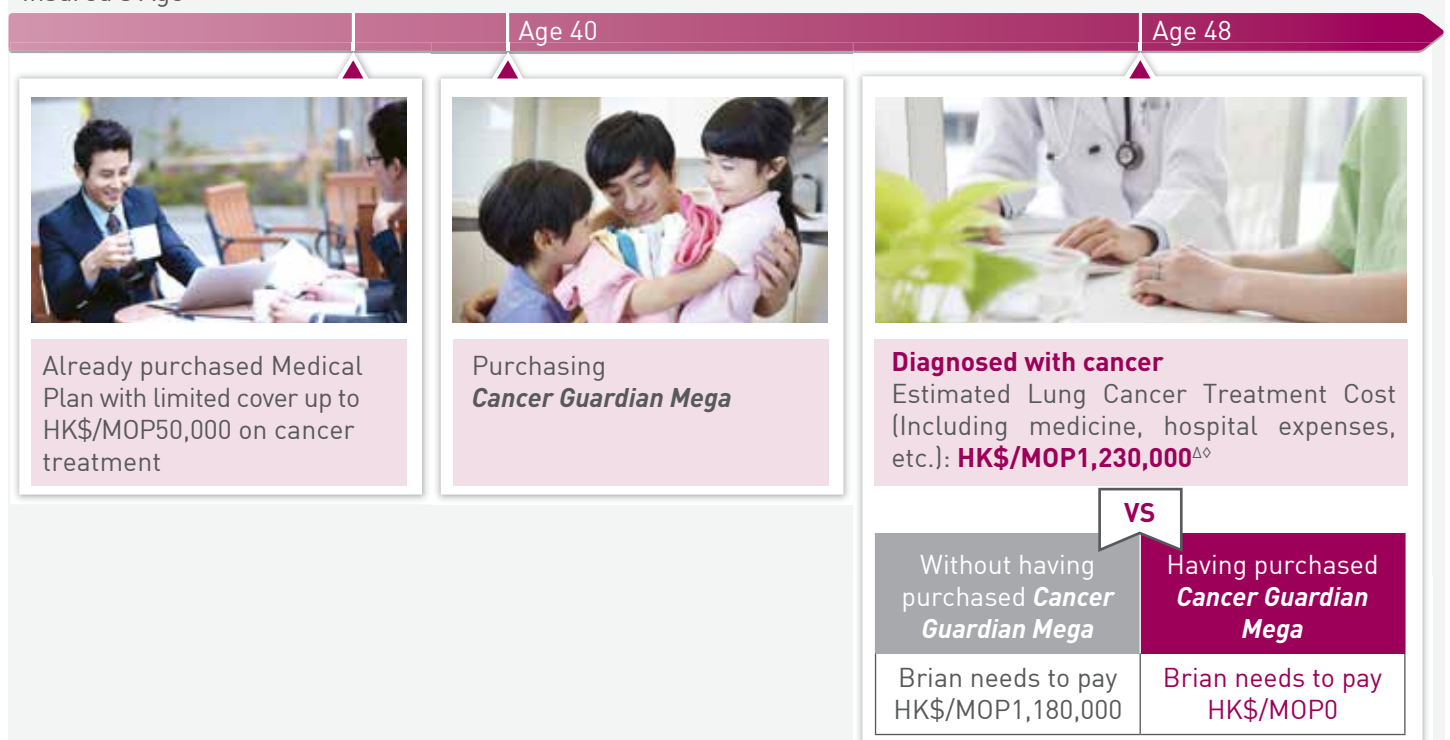 Age 40
Age 48
Already purchased Medical
Plan with limited cover up to
HK$/MOP50,000 on cancer
treatment
Purchasing
Cancer Guardian Mega
Diagnosed with cancer
Estimated Lung Cancer Treatment Cost
(Including medicine, hospital expenses,
etc.): HK$/MOP1,230,000Δ◊
VS
Without having
purchased Cancer
Guardian Mega
Having purchased
Cancer Guardian
Mega
Brian needs to pay
HK$/MOP1,180,000
Brian needs to pay
HK$/MOP0